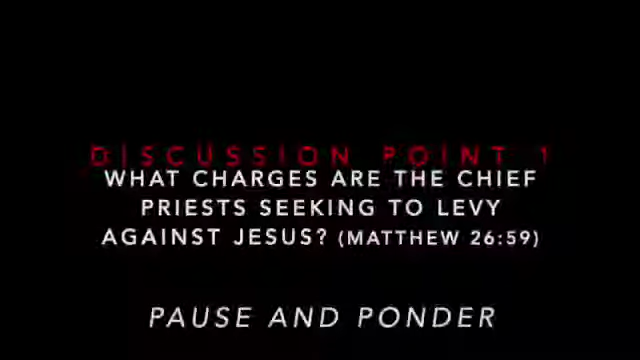 DISCUSSION POINT 1
WHAT CHARGES ARE THE CHIEF
PRIESTS SEEKING TO LEVY
AGAINST JESUS? (MATTHEW 26:59)
PAUSE AND PONDER